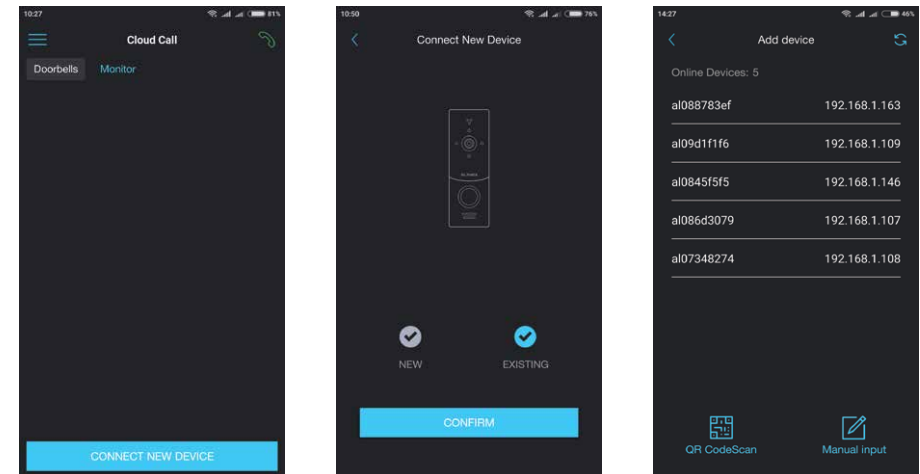 10:27
81%
Cloud Call
Doorbells
Monitor
CONNECT NEW DEVICE
10:50
76%
Connect New Device
NEW
EXISTING
CONFIRM
14:27
46%
Add device
Online Devices: 5
al088783ef 192.168.1.163
al09d1f1f6 192.168.1.109
al0845f5f5 192.168.1.146
al086d3079 192.168.1.107
al07348274 192.168.1.108
QR CodeScan
Manual input